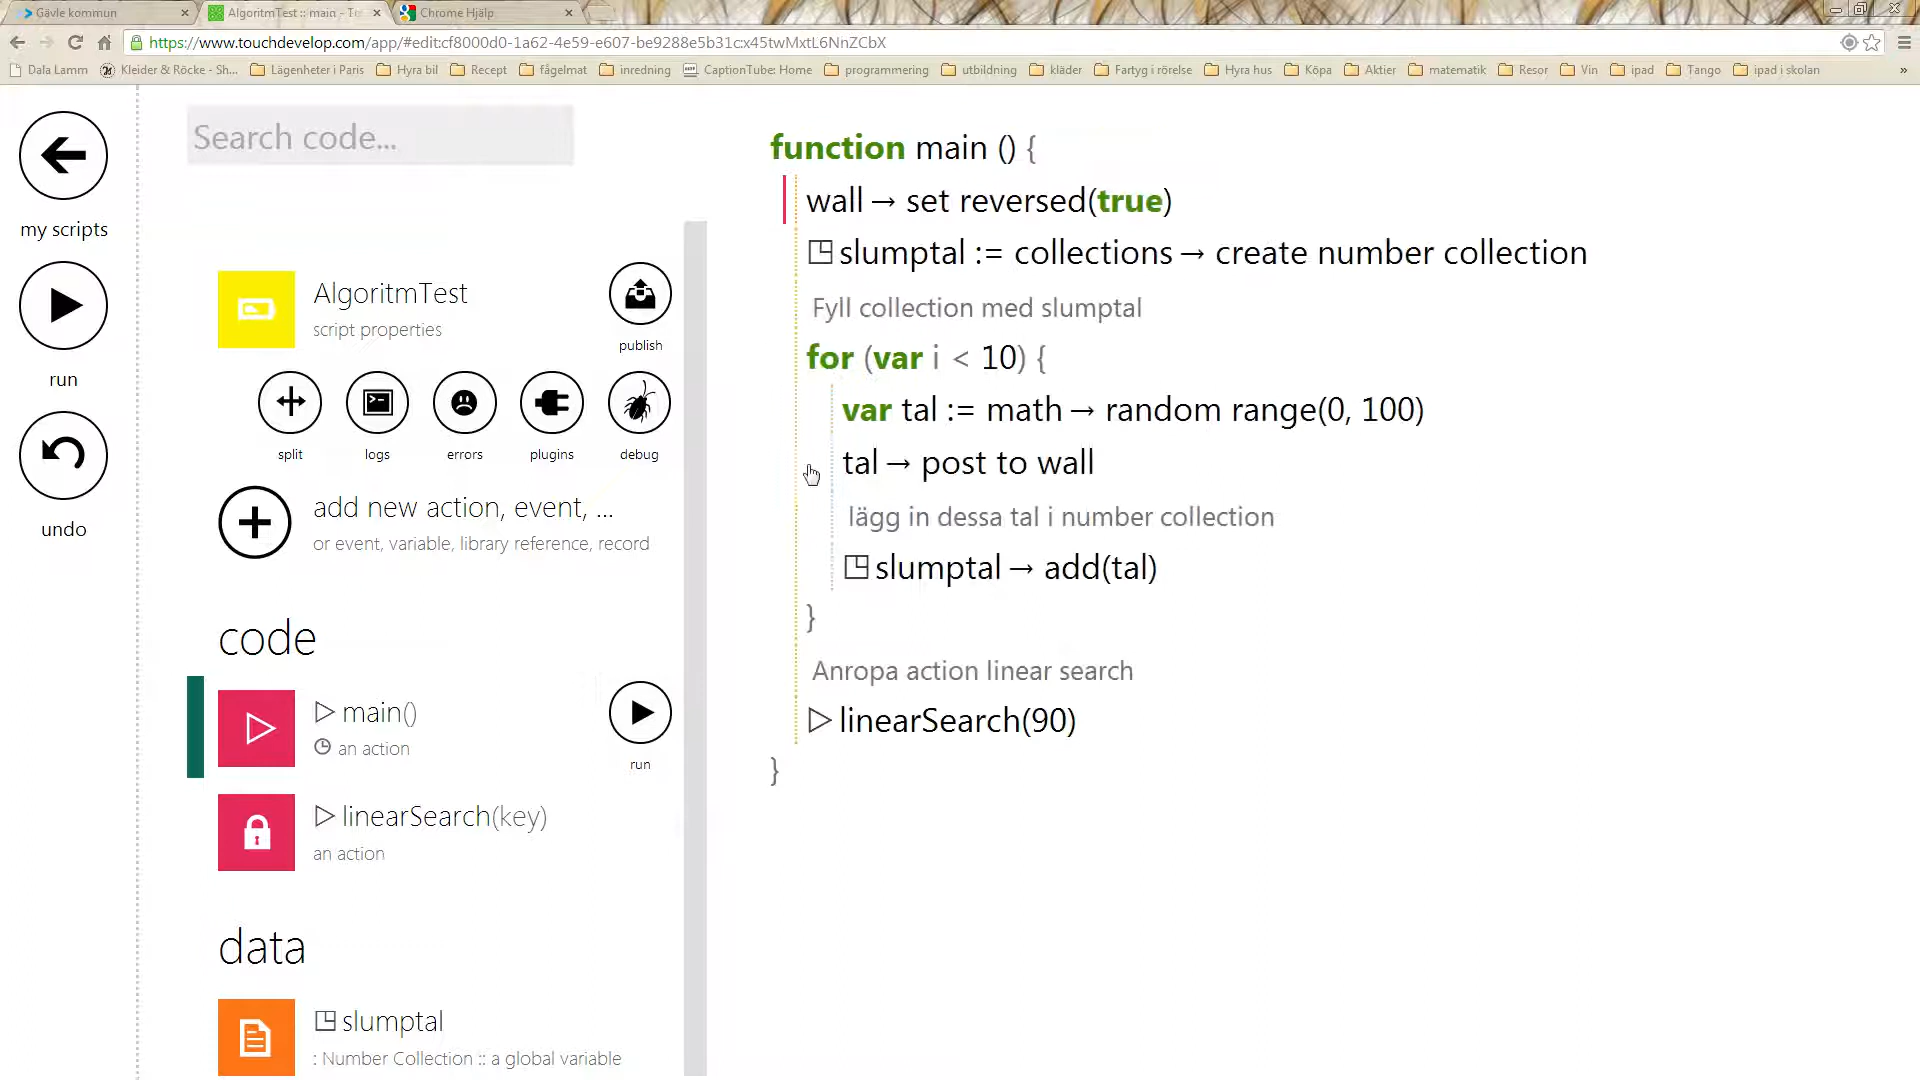 Gävle kommun
AlgoritmTest :: main - To
Chrome Hjälp
https://www.touchdevelop.com/app/#edit:cf8000d0-1a62-4e59-e607-be9288e5b31c:x45twMxtL6NnZCbX
Dala Lamm
Kleider & Röcke - Sh...
Lägenheter i Paris
Hyra bil
Recept
fågelmat
inredning
CaptionTube: Home
programmering
utbildning
kläder
Fartyg i rörelse
Hyra hus
Köpa
Aktier
matematik
Resor
Vin
ipad
Tango
ipad i skolan
»
my scripts
run
undo
Search code...
AlgoritmTest
script properties
publish
split
logs
errors
plugins
debug
add new action, event, ...
or event, variable, library reference, record
code
main()
an action
run
linearSearch(key)
an action
data
slumptal
: Number Collection :: a global variable
function main () {
wall → set reversed(true)
slumptal := collections → create number collection
Fyll collection med slumptal
for (var i < 10) {
var tal := math → random range(0, 100)
tal → post to wall
lägg in dessa tal i number collection
slumptal → add(tal)
}
Anropa action linear search
linearSearch(90)
}